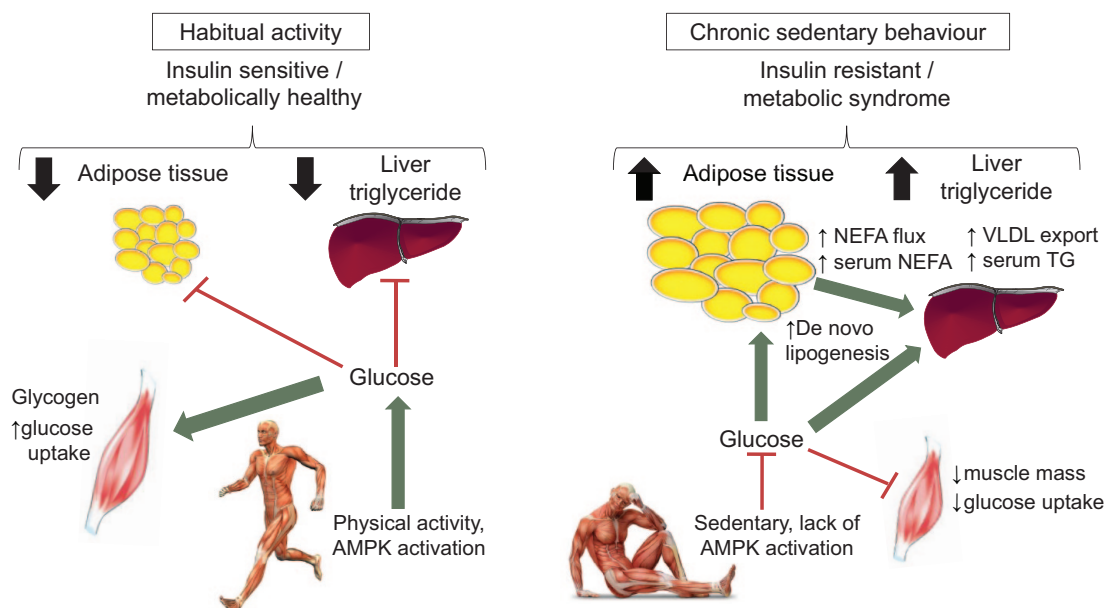 Habitual activity
Insulin sensitive /
metabolically healthy
Adipose tissue
Liver
triglyceride
Glucose
Glycogen
↑glucose
uptake
Physical activity,
AMPK activation
Chronic sedentary behaviour
Insulin resistant /
metabolic syndrome
Adipose tissue
Liver
triglyceride
↑ NEFA flux
↑ serum NEFA
↑ VLDL export
↑ serum TG
↑De novo
lipogenesis
Glucose
↓muscle mass
↓glucose uptake
Sedentary, lack of
AMPK activation